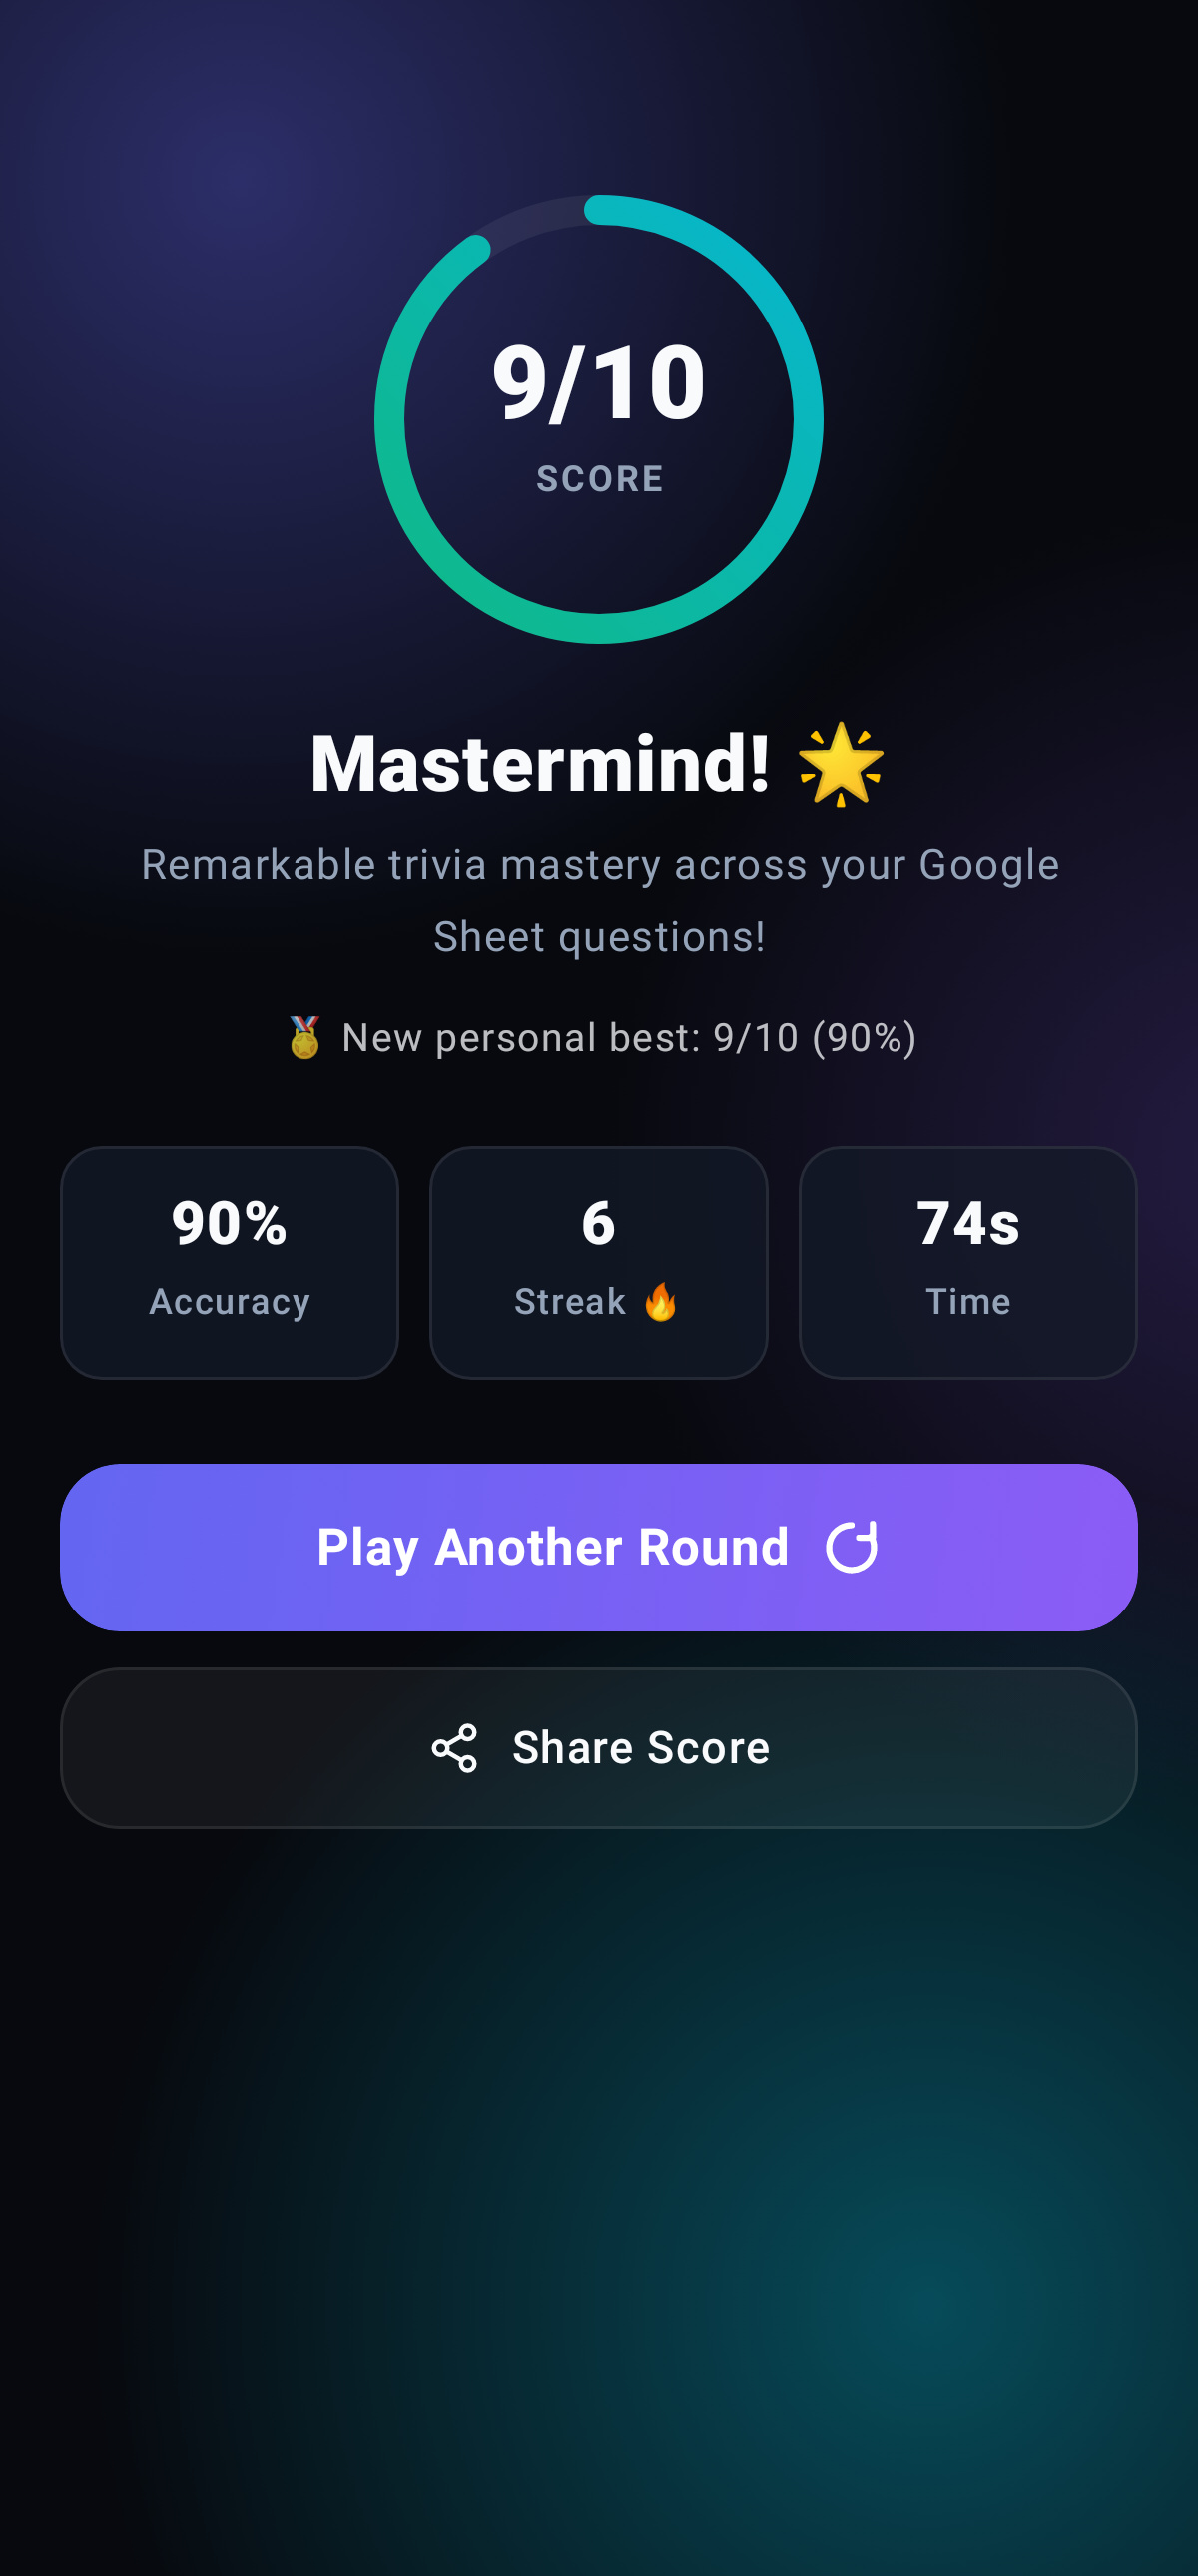 9/10
SCORE
Mastermind! 🌟
Remarkable trivia mastery across your Google
Sheet questions!
🏅 New personal best: 9/10 (90%)
90%
Accuracy
6
Streak 🔥
74s
Time
Play Another Round
Share Score